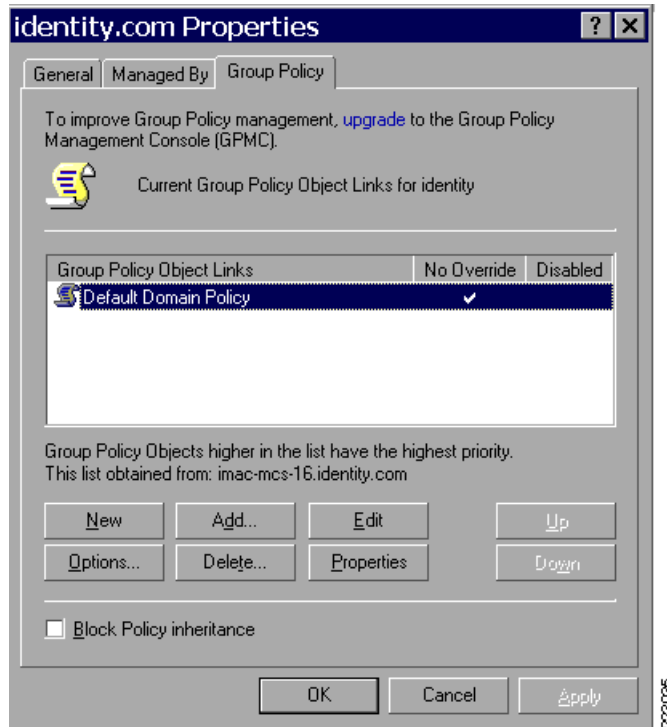 identity.com Properties
?
General
Managed By
Group Policy
To improve Group Policy management, upgrade to the Group Policy
Management Console (GPMC).
Current Group Policy Object Links for identity
Group Policy Object Links
No Override
Disabled
Default Domain Policy
Group Policy Objects higher in the list have the highest priority.
This list obtained from: imac-mcs-16.identity.com
New
Add...
Edit
Up
Options...
Delete...
Properties
Down
Block Policy inheritance
OK
Cancel
Apply